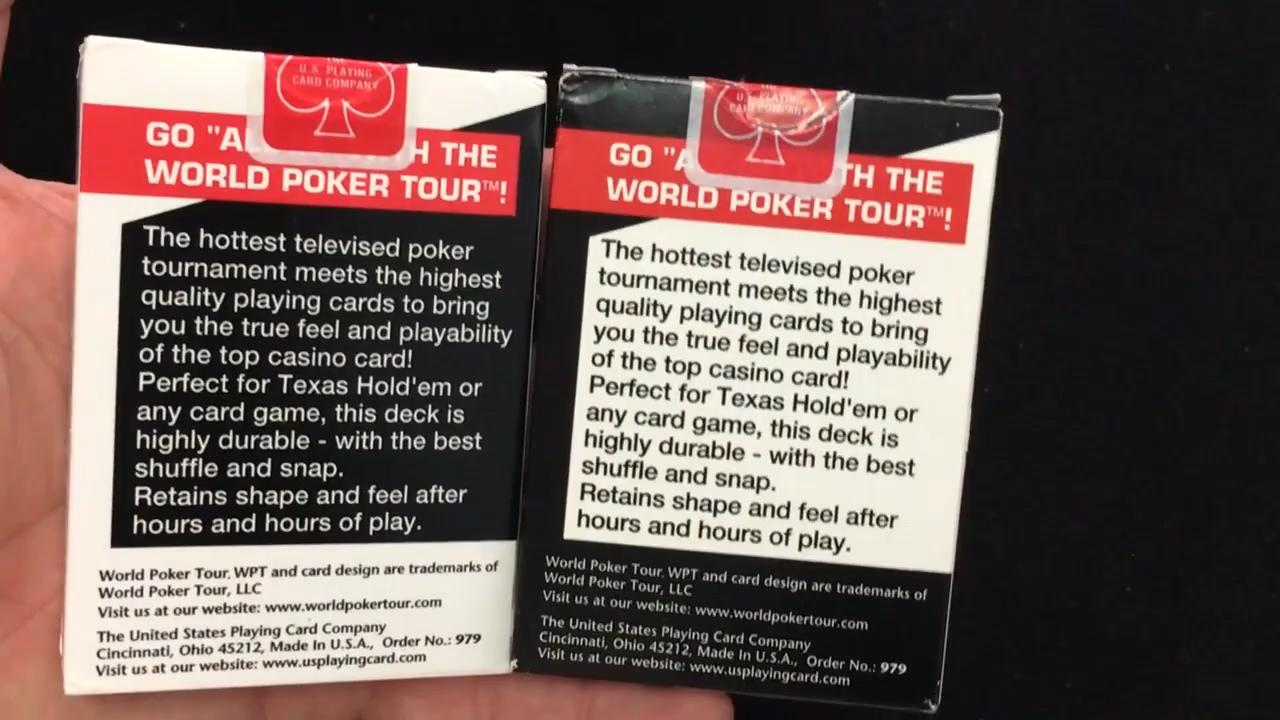 THE
U.S. PLAYING
CARD COMPANY
GO "A H THE
WORLD POKER TOUR™!
The hottest televised poker
tournament meets the highest
quality playing cards to bring
you the true feel and playability
of the top casino card!
Perfect for Texas Hold'em or
any card game, this deck is
highly durable - with the best
shuffle and snap.
Retains shape and feel after
hours and hours of play.
World Poker Tour, WPT and card design are trademarks of
World Poker Tour, LLC
Visit us at our website: www.worldpokertour.com
The United States Playing Card Company
Cincinnati, Ohio 45212, Made In U.S.A., Order No.: 979
Visit us at our website: www.usplayingcard.com
THE
U.S. PLAYING
CARD COMPANY
GO "A TH THE
WORLD POKER TOUR™!
The hottest televised poker
tournament meets the highest
quality playing cards to bring
you the true feel and playability
of the top casino card!
Perfect for Texas Hold'em or
any card game, this deck is
highly durable - with the best
shuffle and snap.
Retains shape and feel after
hours and hours of play.
World Poker Tour, WPT and card design are trademarks of
World Poker Tour, LLC
Visit us at our website: www.worldpokertour.com
The United States Playing Card Company
Cincinnati, Ohio 45212, Made In U.S.A., Order No.: 979
Visit us at our website: www.usplayingcard.com